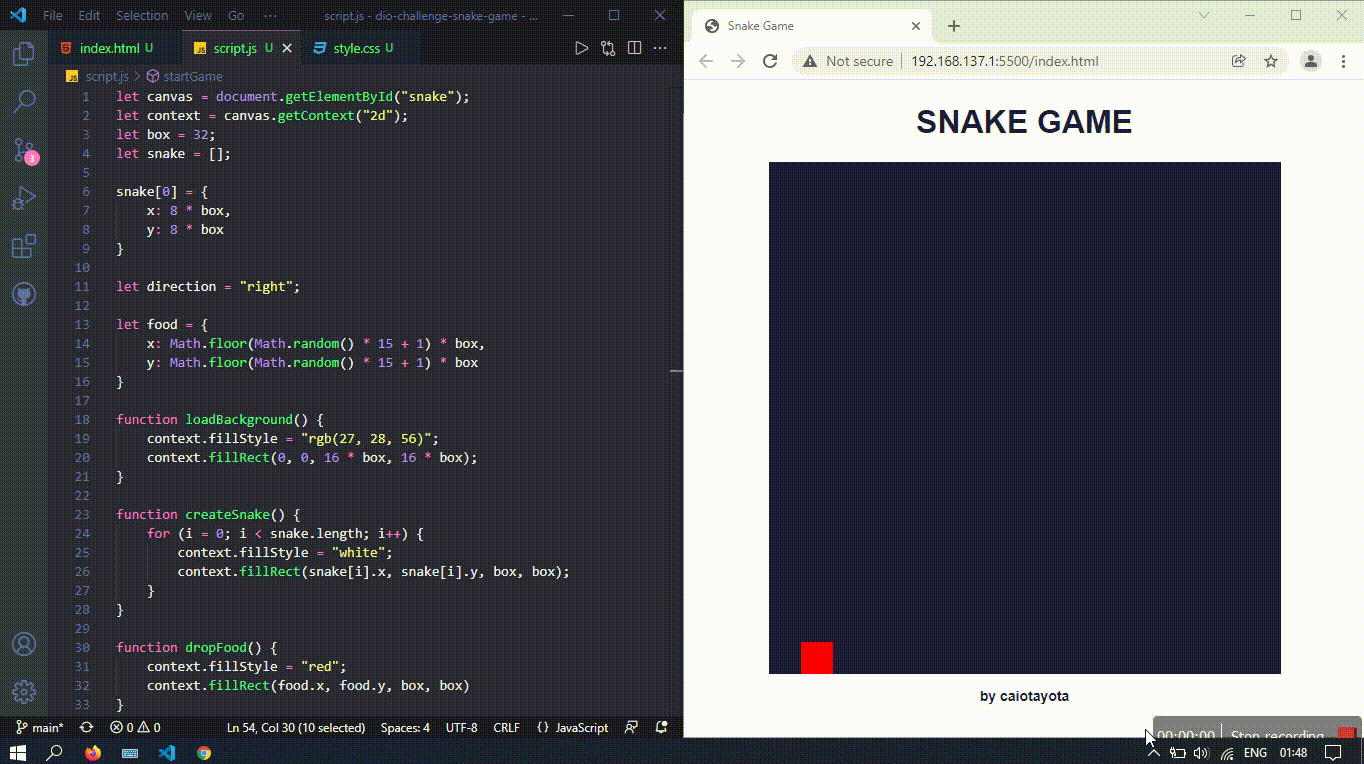 File Edit Selection View Go ··· script.js - dio-challenge-snake-game - ...
index.html U script.js U style.css U
script.js > startGame
1 let canvas = document.getElementById("snake");
2 let context = canvas.getContext("2d");
3 let box = 32;
4 let snake = [];
5
6 snake[0] = {
7 x: 8 * box,
8 y: 8 * box
9 }
10
11 let direction = "right";
12
13 let food = {
14 x: Math.floor(Math.random() * 15 + 1) * box,
15 y: Math.floor(Math.random() * 15 + 1) * box
16 }
17
18 function loadBackground() {
19 context.fillStyle = "rgb(27, 28, 56)";
20 context.fillRect(0, 0, 16 * box, 16 * box);
21 }
22
23 function createSnake() {
24 for (i = 0; i < snake.length; i++) {
25 context.fillStyle = "white";
26 context.fillRect(snake[i].x, snake[i].y, box, box);
27 }
28 }
29
30 function dropFood() {
31 context.fillStyle = "red";
32 context.fillRect(food.x, food.y, box, box)
33 }
3
main* 0 0 Ln 54, Col 30 (10 selected) Spaces: 4 UTF-8 CRLF {} JavaScript
Snake Game
Not secure 192.168.137.1:5500/index.html
SNAKE GAME
by caiotayota
00:00:00 Stop recording
ENG 01:48